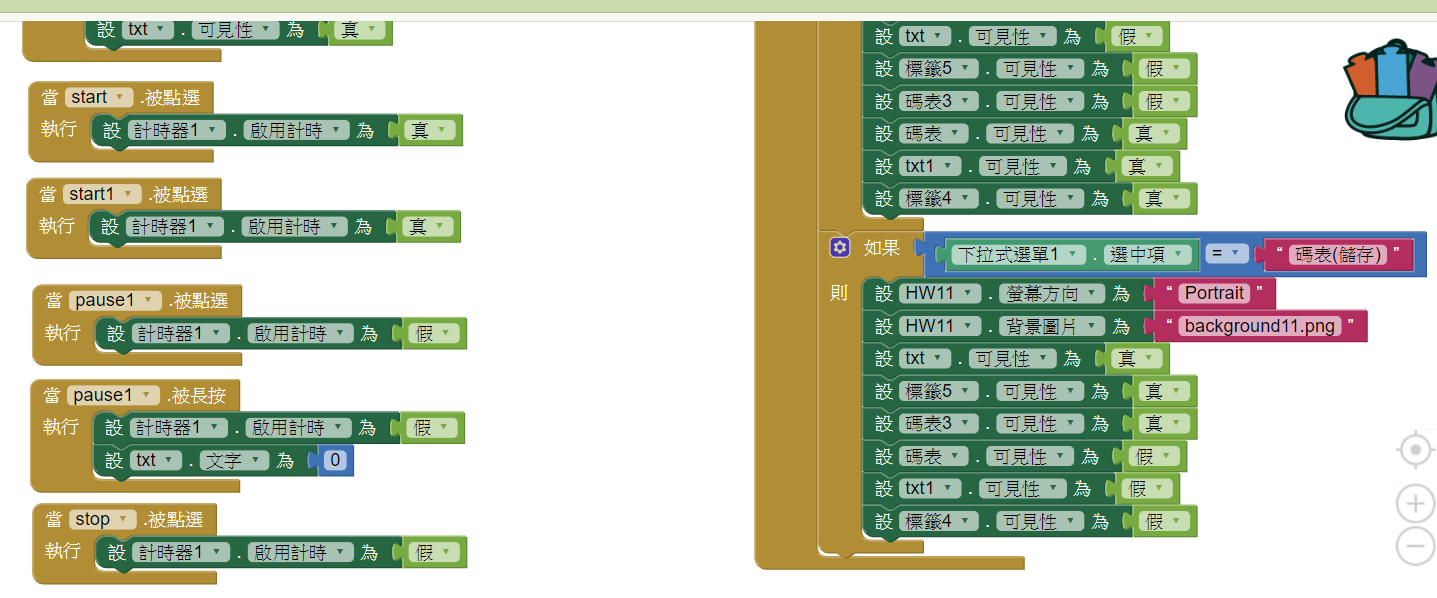 設 txt . 可見性 為 真
當 start .被點選
執行 設 計時器1 . 啟用計時 為 真
當 start1 .被點選
執行 設 計時器1 . 啟用計時 為 真
當 pause1 .被點選
執行 設 計時器1 . 啟用計時 為 假
當 pause1 .被長按
執行 設 計時器1 . 啟用計時 為 假
設 txt . 文字 為 0
當 stop .被點選
執行 設 計時器1 . 啟用計時 為 假
設 txt . 可見性 為 假
設 標籤5 . 可見性 為 假
設 碼表3 . 可見性 為 假
設 碼表 . 可見性 為 真
設 txt1 . 可見性 為 真
設 標籤4 . 可見性 為 真
如果 下拉式選單1 . 選中項 = “ 碼表(儲存) ”
則 設 HW11 . 螢幕方向 為 “ Portrait ”
設 HW11 . 背景圖片 為 “ background11.png ”
設 txt . 可見性 為 真
設 標籤5 . 可見性 為 真
設 碼表3 . 可見性 為 真
設 碼表 . 可見性 為 假
設 txt1 . 可見性 為 假
設 標籤4 . 可見性 為 假